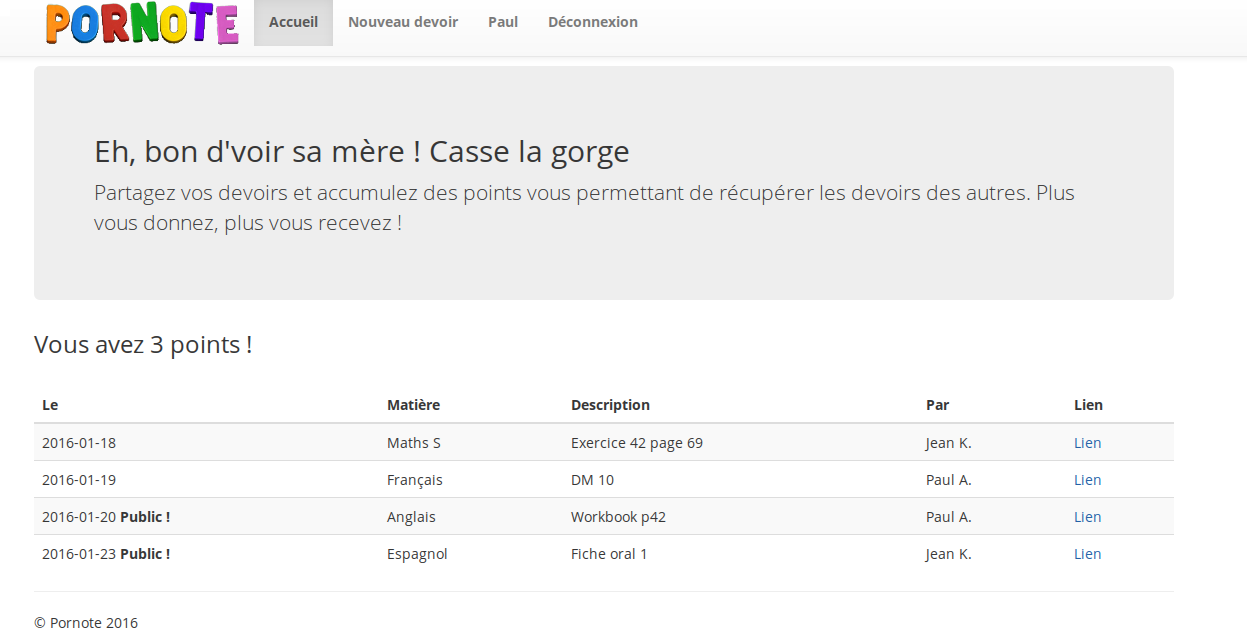 PORNOTE Accueil Nouveau devoir Paul Déconnexion
Eh, bon d'voir sa mère ! Casse la gorge
Partagez vos devoirs et accumulez des points vous permettant de récupérer les devoirs des autres. Plus
vous donnez, plus vous recevez !
Vous avez 3 points !
Le Matière Description Par Lien
2016-01-18 Maths S Exercice 42 page 69 Jean K. Lien
2016-01-19 Français DM 10 Paul A. Lien
2016-01-20 Public ! Anglais Workbook p42 Paul A. Lien
2016-01-23 Public ! Espagnol Fiche oral 1 Jean K. Lien
© Pornote 2016